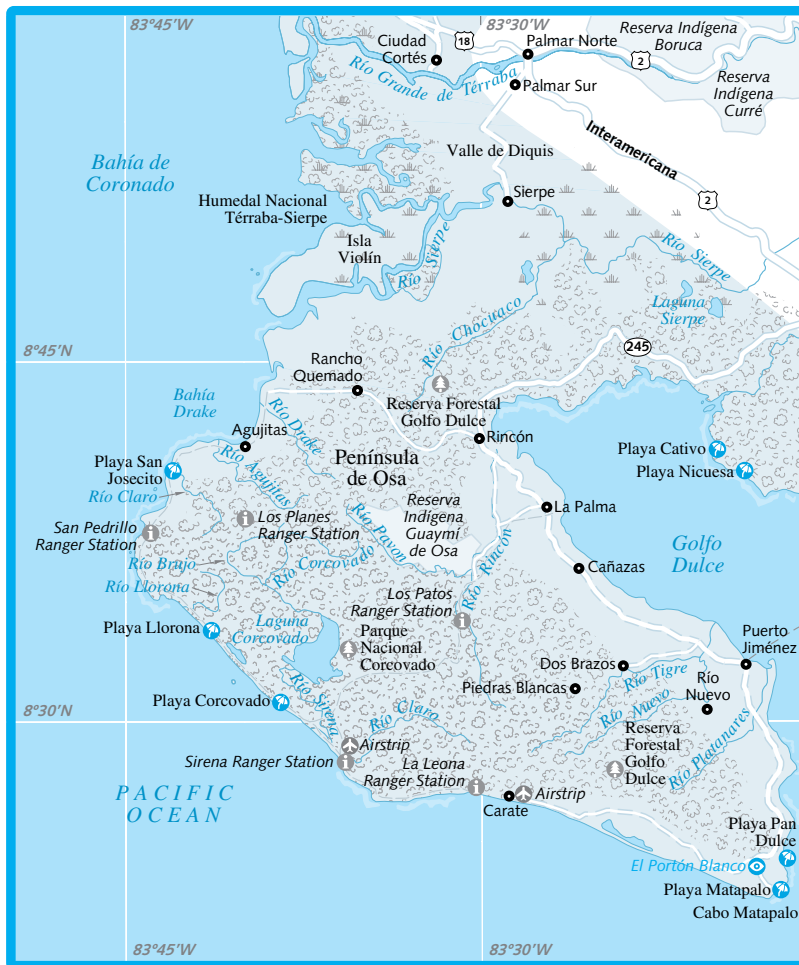 83°45'W
83°30'W
Reserva Indígena
Boruca
Ciudad
Cortés
18
Palmar Norte
2
Río Grande de Térraba
Palmar Sur
Reserva
Indígena
Curré
Interamericana
Valle de Diquis
Bahía de
Coronado
Humedal Nacional
Térraba-Sierpe
Sierpe
2
Isla
Violín
Río Sierpe
Río Sierpe
Laguna
Sierpe
Río Chocuaco
8°45'N
245
Rancho
Quemado
Bahía
Drake
Reserva Forestal
Golfo Dulce
Río Drake
Agujitas
Rincón
Playa Cativo
Playa Nicuesa
Playa San
Josecito
Península
de Osa
Río Agujitas
Río Claro
Reserva
Indígena
Guaymí
de Osa
La Palma
San Pedrillo
Ranger Station
Los Planes
Ranger Station
Río Pavon
Río Rincón
Golfo
Dulce
Río Brujo
Río Corcovado
Cañazas
Río Llorona
Los Patos
Ranger Station
Playa Llorona
Laguna
Corcovado
Parque
Nacional
Corcovado
Puerto
Jiménez
Dos Brazos
Río Tigre
Piedras Blancas
Río
Nuevo
Playa Corcovado
Río Sirena
8°30'N
Río Claro
Río Nuevo
Río Platanares
Airstrip
Sirena Ranger Station
La Leona
Ranger Station
Reserva
Forestal
Golfo
Dulce
PACIFIC
OCEAN
Airstrip
Carate
Playa Pan
Dulce
El Portón Blanco
Playa Matapalo
Cabo Matapalo
83°45'W
83°30'W